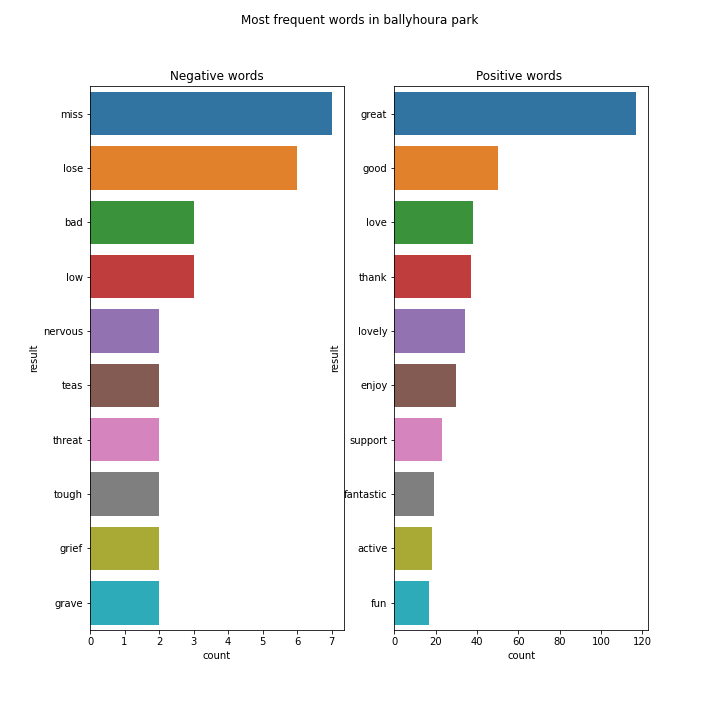 Most frequent words in ballyhoura park
Negative words
miss
lose
bad
low
nervous
teas
threat
tough
grief
grave
result
0 1 2 3 4 5 6 7
count
Positive words
great
good
love
thank
lovely
enjoy
support
fantastic
active
fun
result
0 20 40 60 80 100 120
count